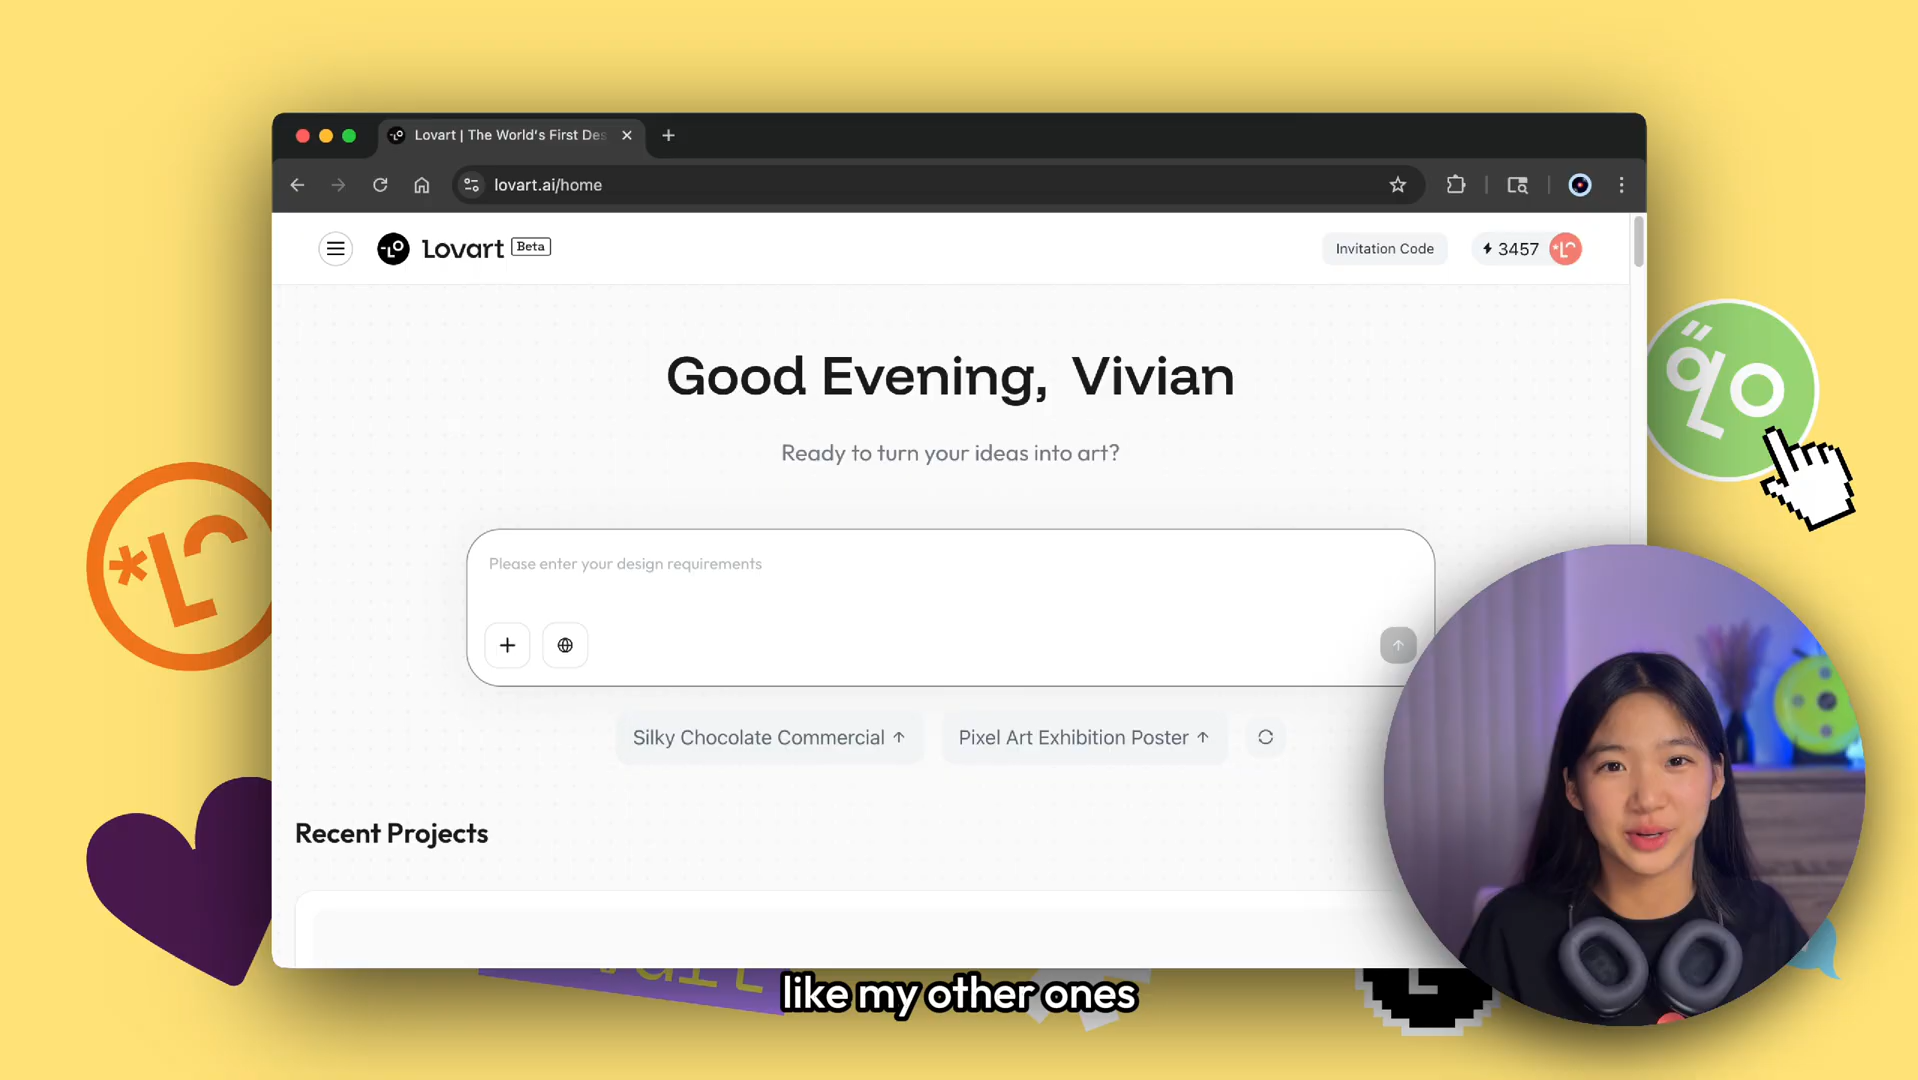 Lovart | The World's First Des
lovart.ai/home
Lovart Beta
Invitation Code
3457
Good Evening, Vivian
Ready to turn your ideas into art?
Please enter your design requirements
Silky Chocolate Commercial ↑
Pixel Art Exhibition Poster ↑
Recent Projects
like my other ones